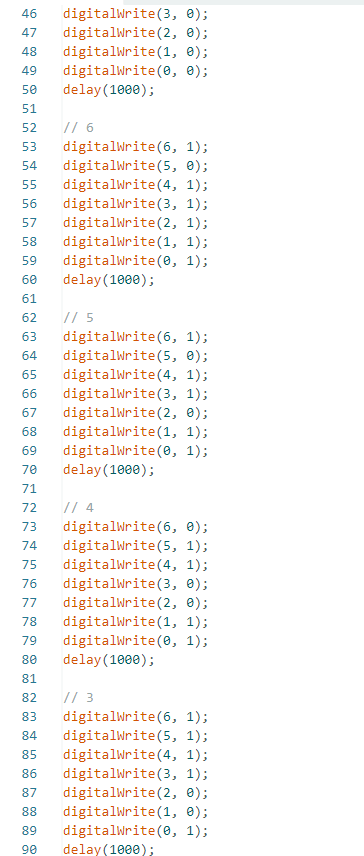 46 digitalWrite(3, 0);
47 digitalWrite(2, 0);
48 digitalWrite(1, 0);
49 digitalWrite(0, 0);
50 delay(1000);
51
52 // 6
53 digitalWrite(6, 1);
54 digitalWrite(5, 0);
55 digitalWrite(4, 1);
56 digitalWrite(3, 1);
57 digitalWrite(2, 1);
58 digitalWrite(1, 1);
59 digitalWrite(0, 1);
60 delay(1000);
61
62 // 5
63 digitalWrite(6, 1);
64 digitalWrite(5, 0);
65 digitalWrite(4, 1);
66 digitalWrite(3, 1);
67 digitalWrite(2, 0);
68 digitalWrite(1, 1);
69 digitalWrite(0, 1);
70 delay(1000);
71
72 // 4
73 digitalWrite(6, 0);
74 digitalWrite(5, 1);
75 digitalWrite(4, 1);
76 digitalWrite(3, 0);
77 digitalWrite(2, 0);
78 digitalWrite(1, 1);
79 digitalWrite(0, 1);
80 delay(1000);
81
82 // 3
83 digitalWrite(6, 1);
84 digitalWrite(5, 1);
85 digitalWrite(4, 1);
86 digitalWrite(3, 1);
87 digitalWrite(2, 0);
88 digitalWrite(1, 0);
89 digitalWrite(0, 1);
90 delay(1000);